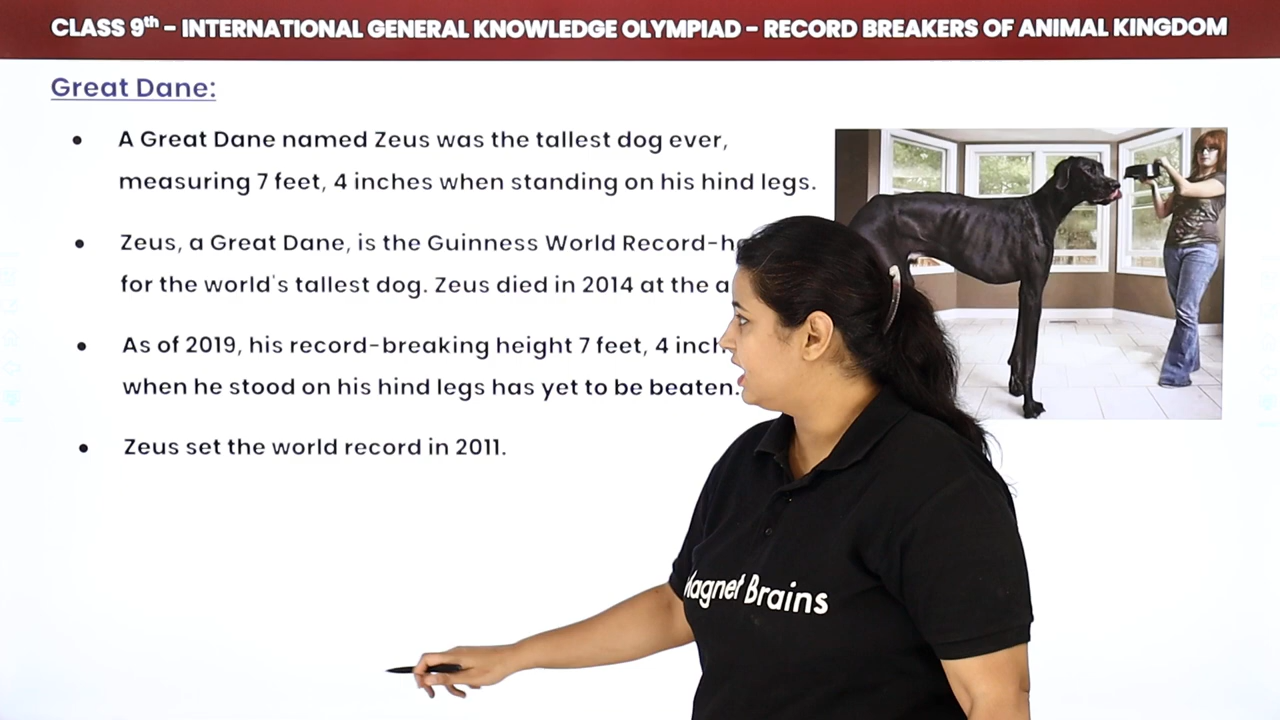 CLASS 9th - INTERNATIONAL GENERAL KNOWLEDGE OLYMPIAD - RECORD BREAKERS OF ANIMAL KINGDOM
Great Dane:
• A Great Dane named Zeus was the tallest dog ever,
measuring 7 feet, 4 inches when standing on his hind legs.
• Zeus, a Great Dane, is the Guinness World Record-
for the world's tallest dog. Zeus died in 2014 at the
• As of 2019, his record-breaking height 7 feet, 4
when he stood on his hind legs has yet to be beaten.
• Zeus set the world record in 2011.
Magnet Brains